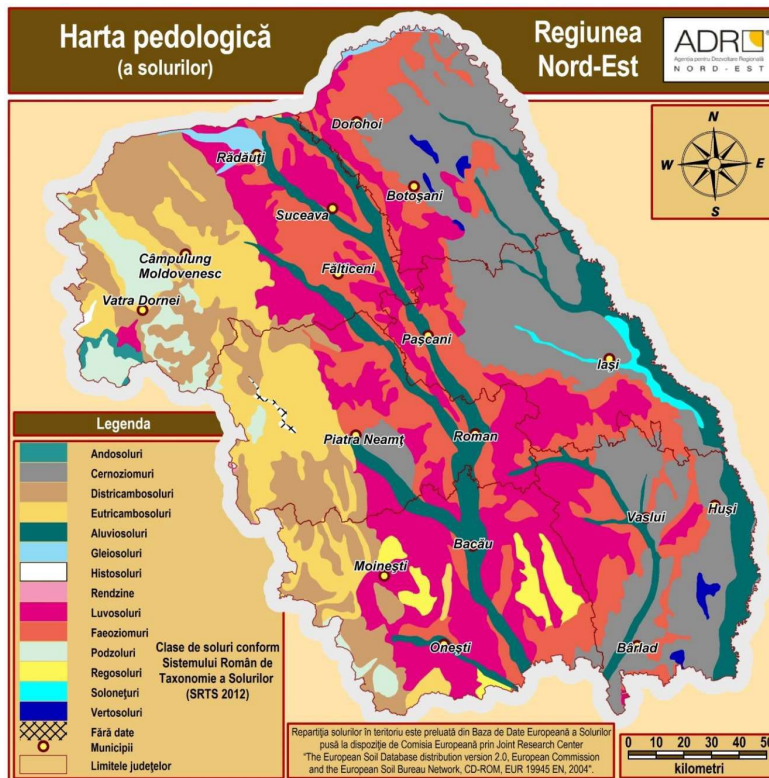 Harta pedologică
(a solurilor)
Regiunea
Nord-Est
ADR
Agenția pentru Dezvoltare Regională
NORD-EST
N
W
E
S
Dorohoi
Rădăuți
Botoșani
Suceava
Câmpulung
Moldovenesc
Fălticeni
Vatra Dornei
Pașcani
Iași
Piatra Neamț
Roman
Vaslui
Huși
Bacău
Moinești
Onești
Bârlad
Legenda
Andosoluri
Cernoziomuri
Districambosoluri
Eutricambosoluri
Aluviosoluri
Gleiosoluri
Histosoluri
Rendzine
Luvosoluri
Faeoziomuri
Podzoluri
Regosoluri
Solonețuri
Vertosoluri
Fără date
Municipii
Limitele județelor
Clase de soluri conform
Sistemului Român de
Taxonomie a Solurilor
(SRTS 2012)
Repartiția solurilor în teritoriu este preluată din Baza de Date Europeană a Solurilor
pusă la dispoziție de Comisia Europeană prin Joint Research Center
"The European Soil Database distribution version 2.0, European Commission
and the European Soil Bureau Network, CD-ROM, EUR 19945 EN, 2004".
0 10 20 30 40 50
kilometri